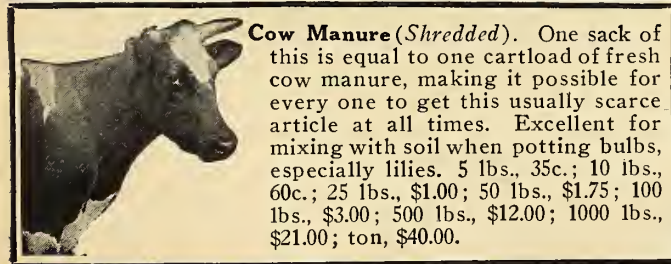 Cow Manure (Shredded). One sack of
this is equal to one cartload of fresh
cow manure, making it possible for
every one to get this usually scarce
article at all times. Excellent for
mixing with soil when potting bulbs,
especially lilies. 5 lbs., 35c.; 10 lbs.,
60c.; 25 lbs., $1.00; 50 lbs., $1.75; 100
lbs., $3.00; 500 lbs., $12.00; 1000 lbs.,
$21.00; ton, $40.00.